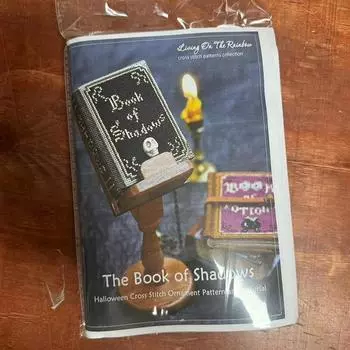 Living On The Rainbow
cross stitch patterns collection
Book
of
Shadows
BOOK
The Book of Shadows
Halloween Cross Stitch Ornament Pattern